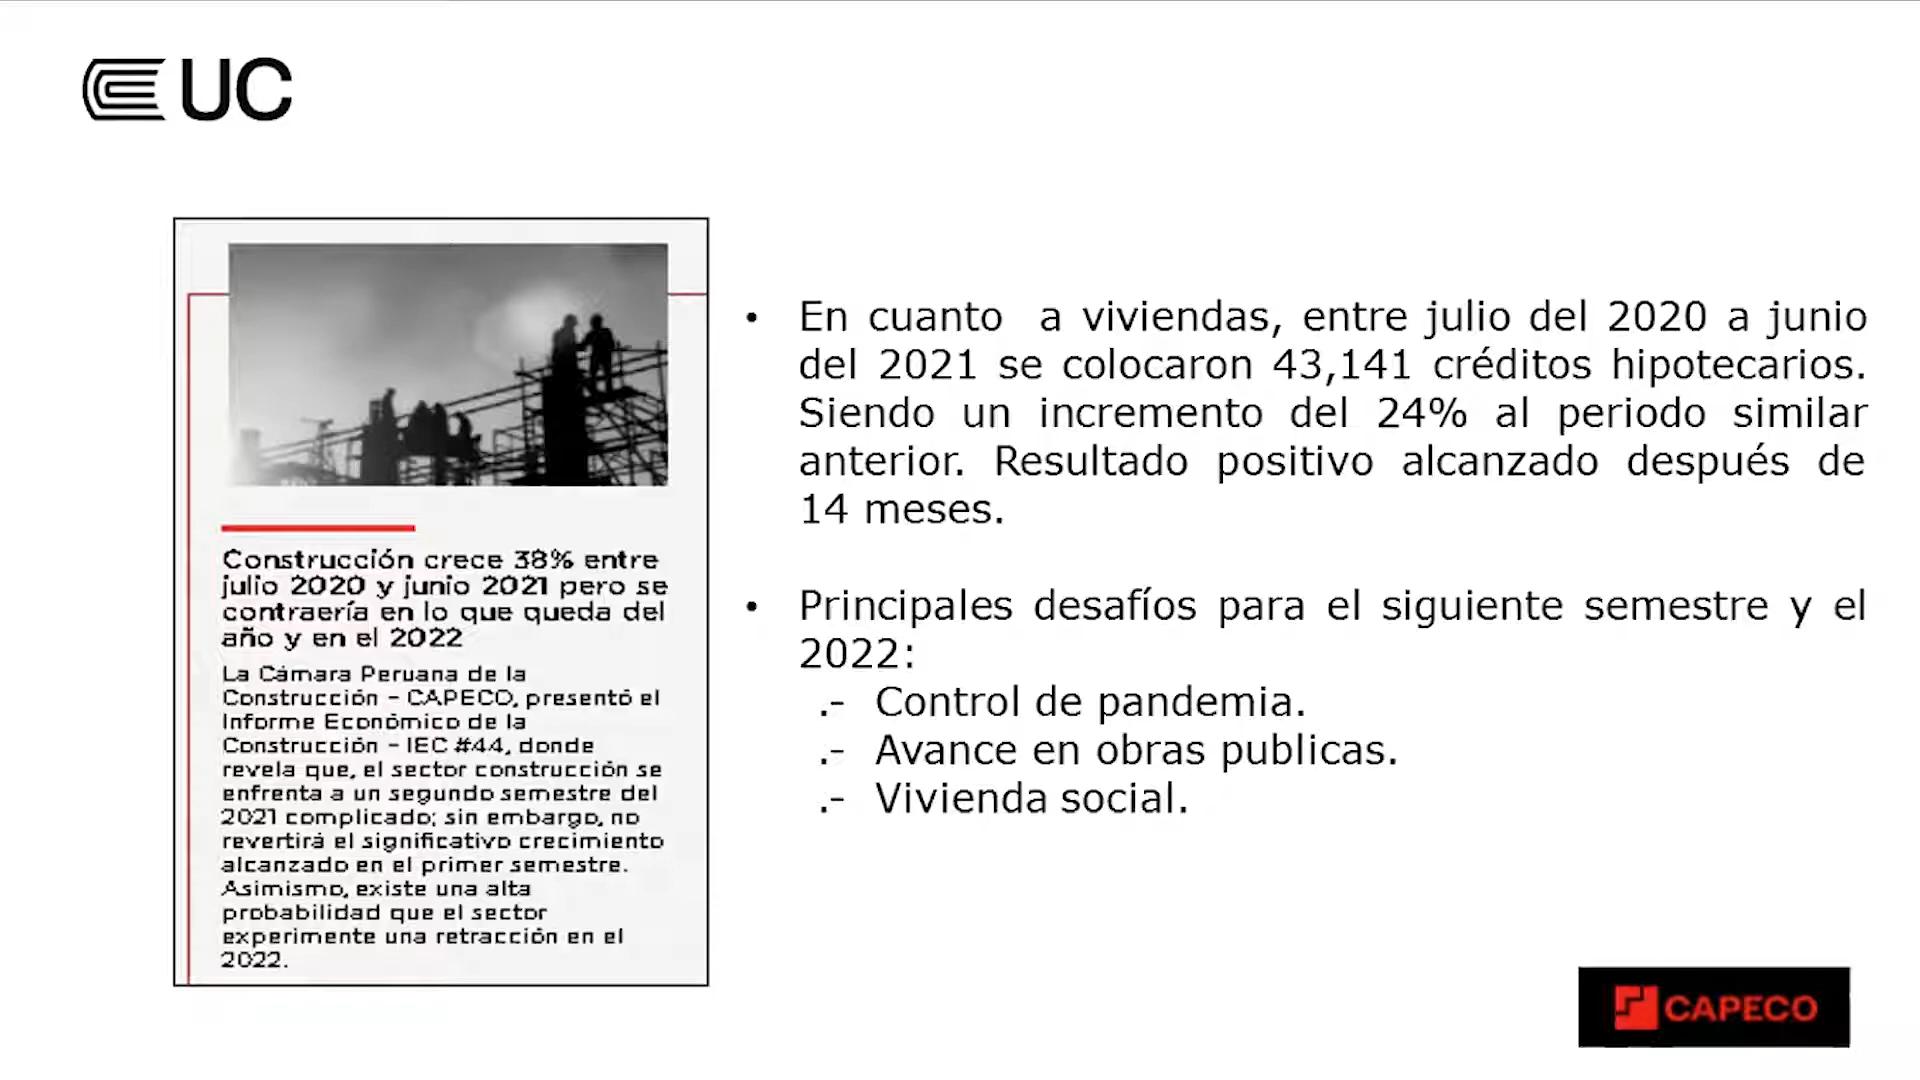 UC
Construcción crece 38% entre
julio 2020 y junio 2021 pero se
contraería en lo que queda del
año y en el 2022
La Cámara Peruana de la
Construcción – CAPECO, presentó el
Informe Económico de la
Construcción – IEC #44, donde
revela que, el sector construcción se
enfrenta a un segundo semestre del
2021 complicado; sin embargo, no
revertirá el significativo crecimiento
alcanzado en el primer semestre.
Asimismo, existe una alta
probabilidad que el sector
experimente una retracción en el
2022.
• En cuanto a viviendas, entre julio del 2020 a junio
del 2021 se colocaron 43,141 créditos hipotecarios.
Siendo un incremento del 24% al periodo similar
anterior. Resultado positivo alcanzado después de
14 meses.
• Principales desafíos para el siguiente semestre y el
2022:
.- Control de pandemia.
.- Avance en obras publicas.
.- Vivienda social.
CAPECO